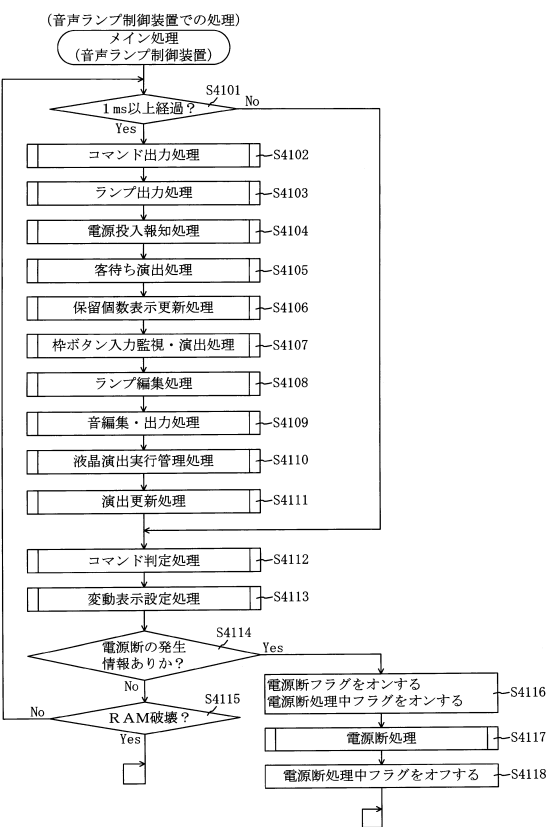 (音声ランプ制御装置での処理)
メイン処理
(音声ランプ制御装置)
1ms以上経過?
S4101
No
Yes
コマンド出力処理
S4102
ランプ出力処理
S4103
電源投入報知処理
S4104
客待ち演出処理
S4105
保留個数表示更新処理
S4106
枠ボタン入力監視・演出処理
S4107
ランプ編集処理
S4108
音編集・出力処理
S4109
液晶演出実行管理処理
S4110
演出更新処理
S4111
コマンド判定処理
S4112
変動表示設定処理
S4113
電源断の発生
情報ありか?
S4114
Yes
No
RAM破壊?
S4115
No
Yes
電源断フラグをオンする
電源断処理中フラグをオンする
S4116
電源断処理
S4117
電源断処理中フラグをオフする
S4118